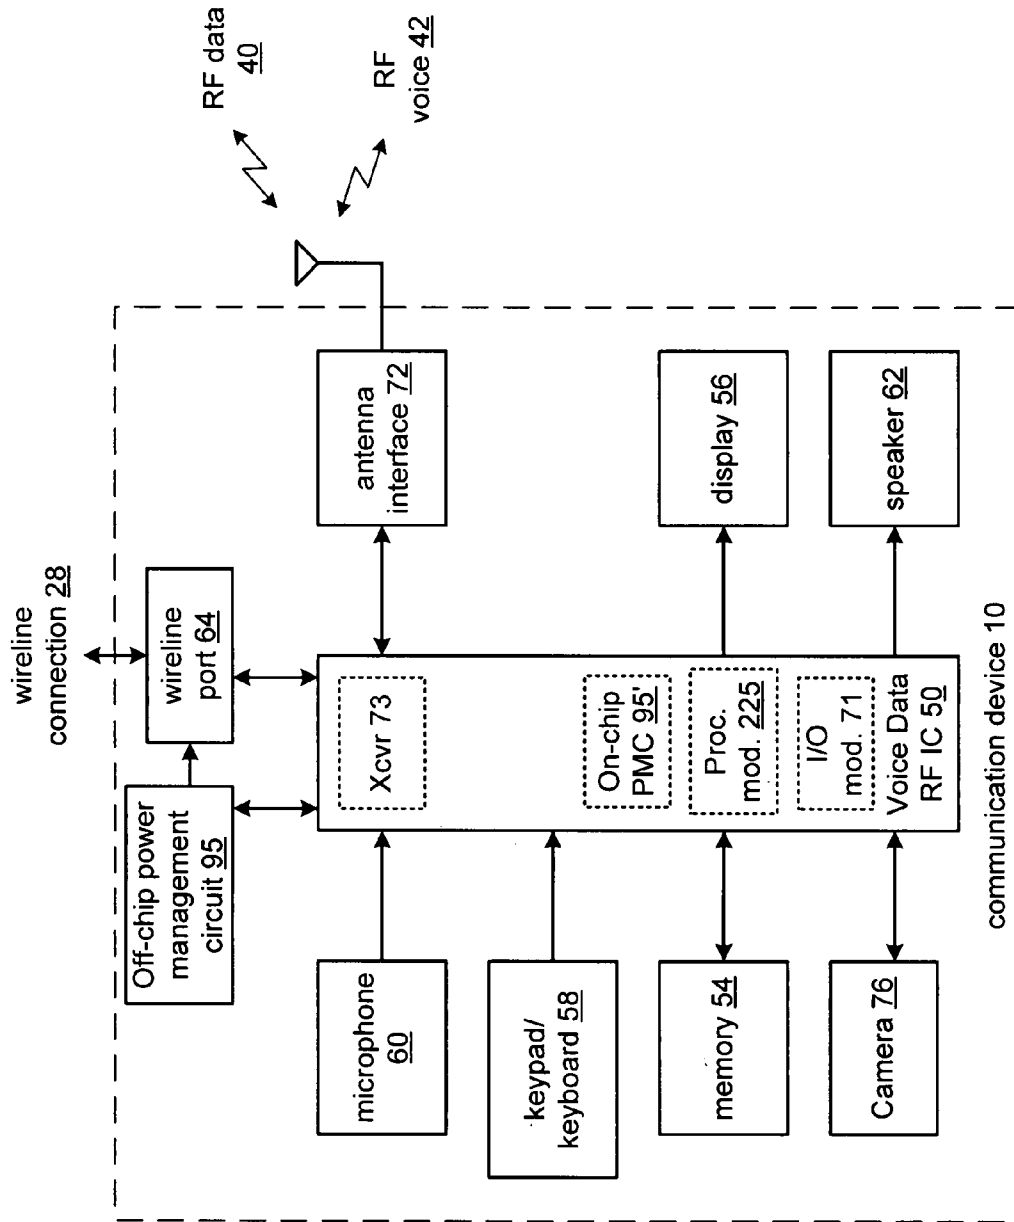 RF data
40
RF
voice 42
wireline
connection 28
wireline
port 64
Off-chip power
management
circuit 95
antenna
interface 72
Xcvr 73
microphone
60
keypad/
keyboard 58
On-chip
PMC 95'
display 56
Proc.
mod. 225
memory 54
speaker 62
I/O
mod. 71
Voice Data
RF IC 50
Camera 76
communication device 10